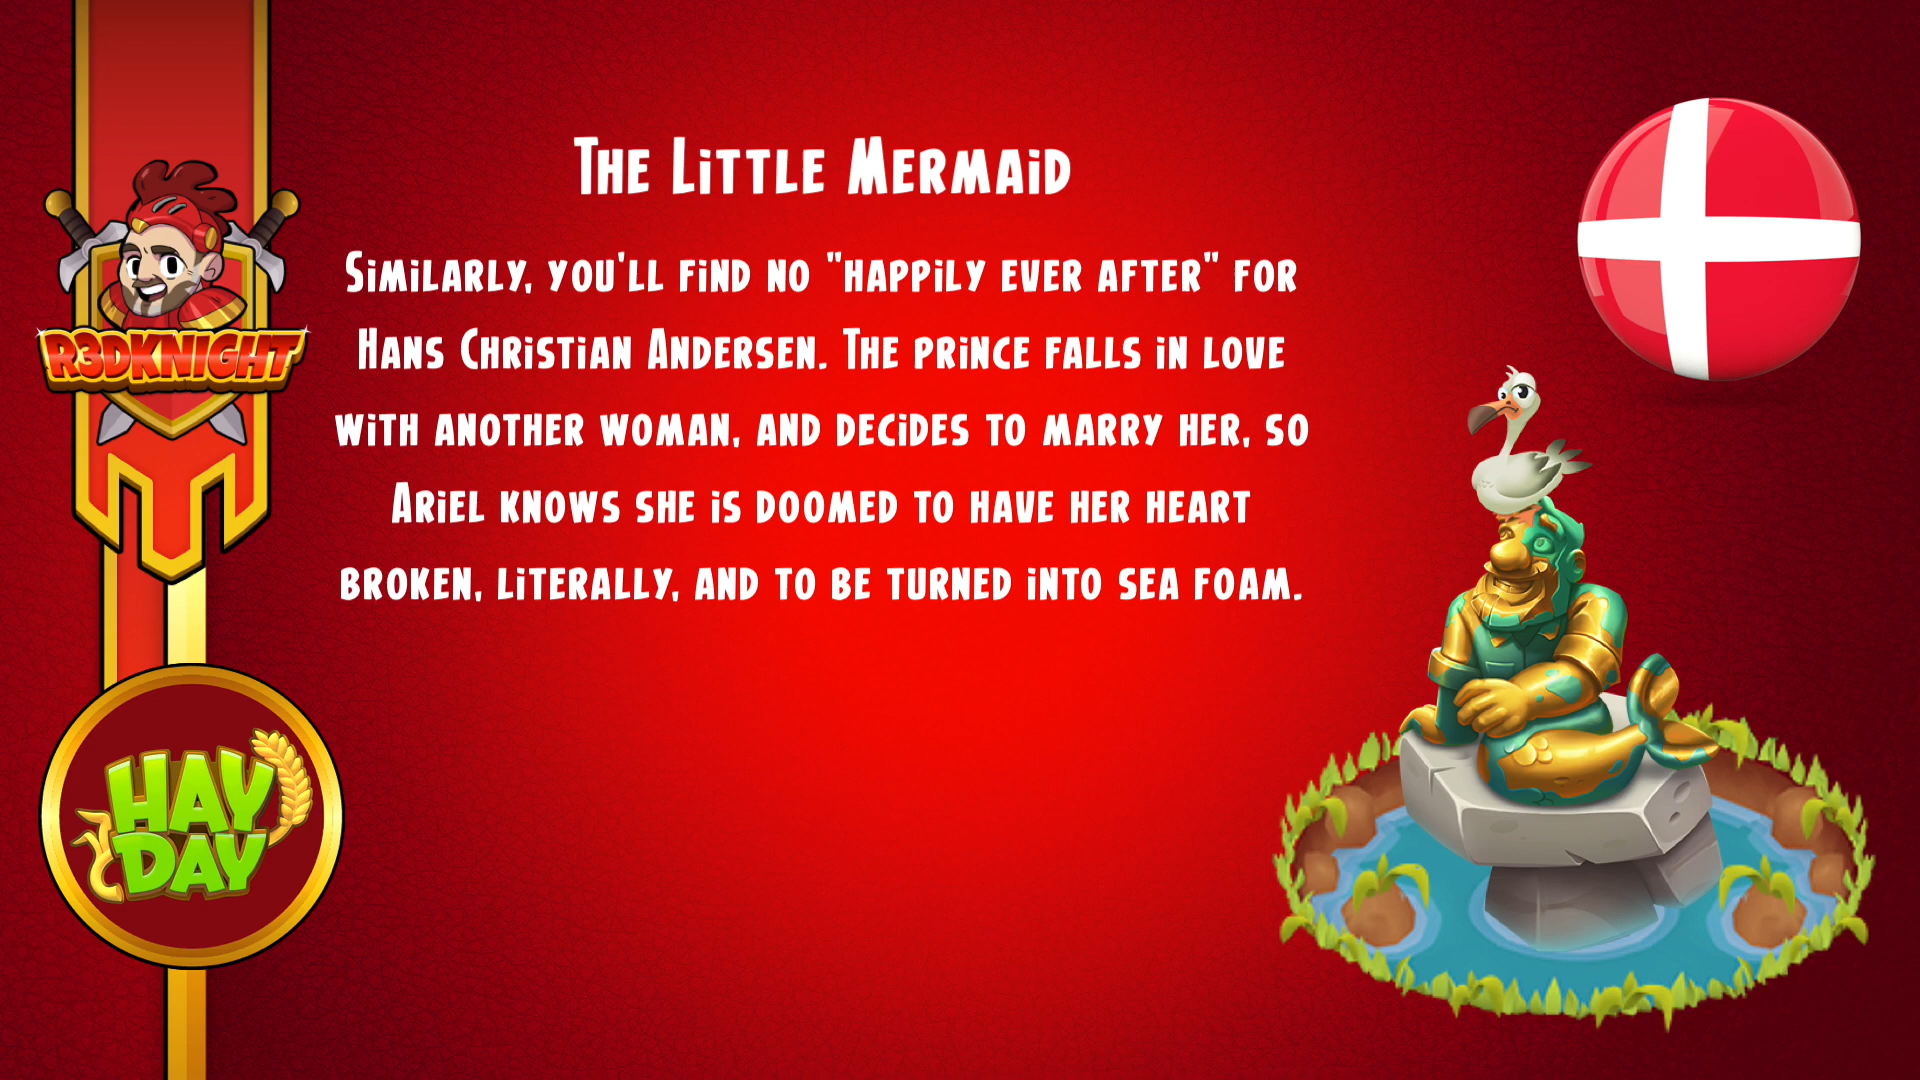 The Little Mermaid
Similarly, you'll find no "happily ever after" for
Hans Christian Andersen. The prince falls in love
with another woman, and decides to marry her, so
Ariel knows she is doomed to have her heart
broken, literally, and to be turned into sea foam.
R3DKNIGHT
HAY
DAY